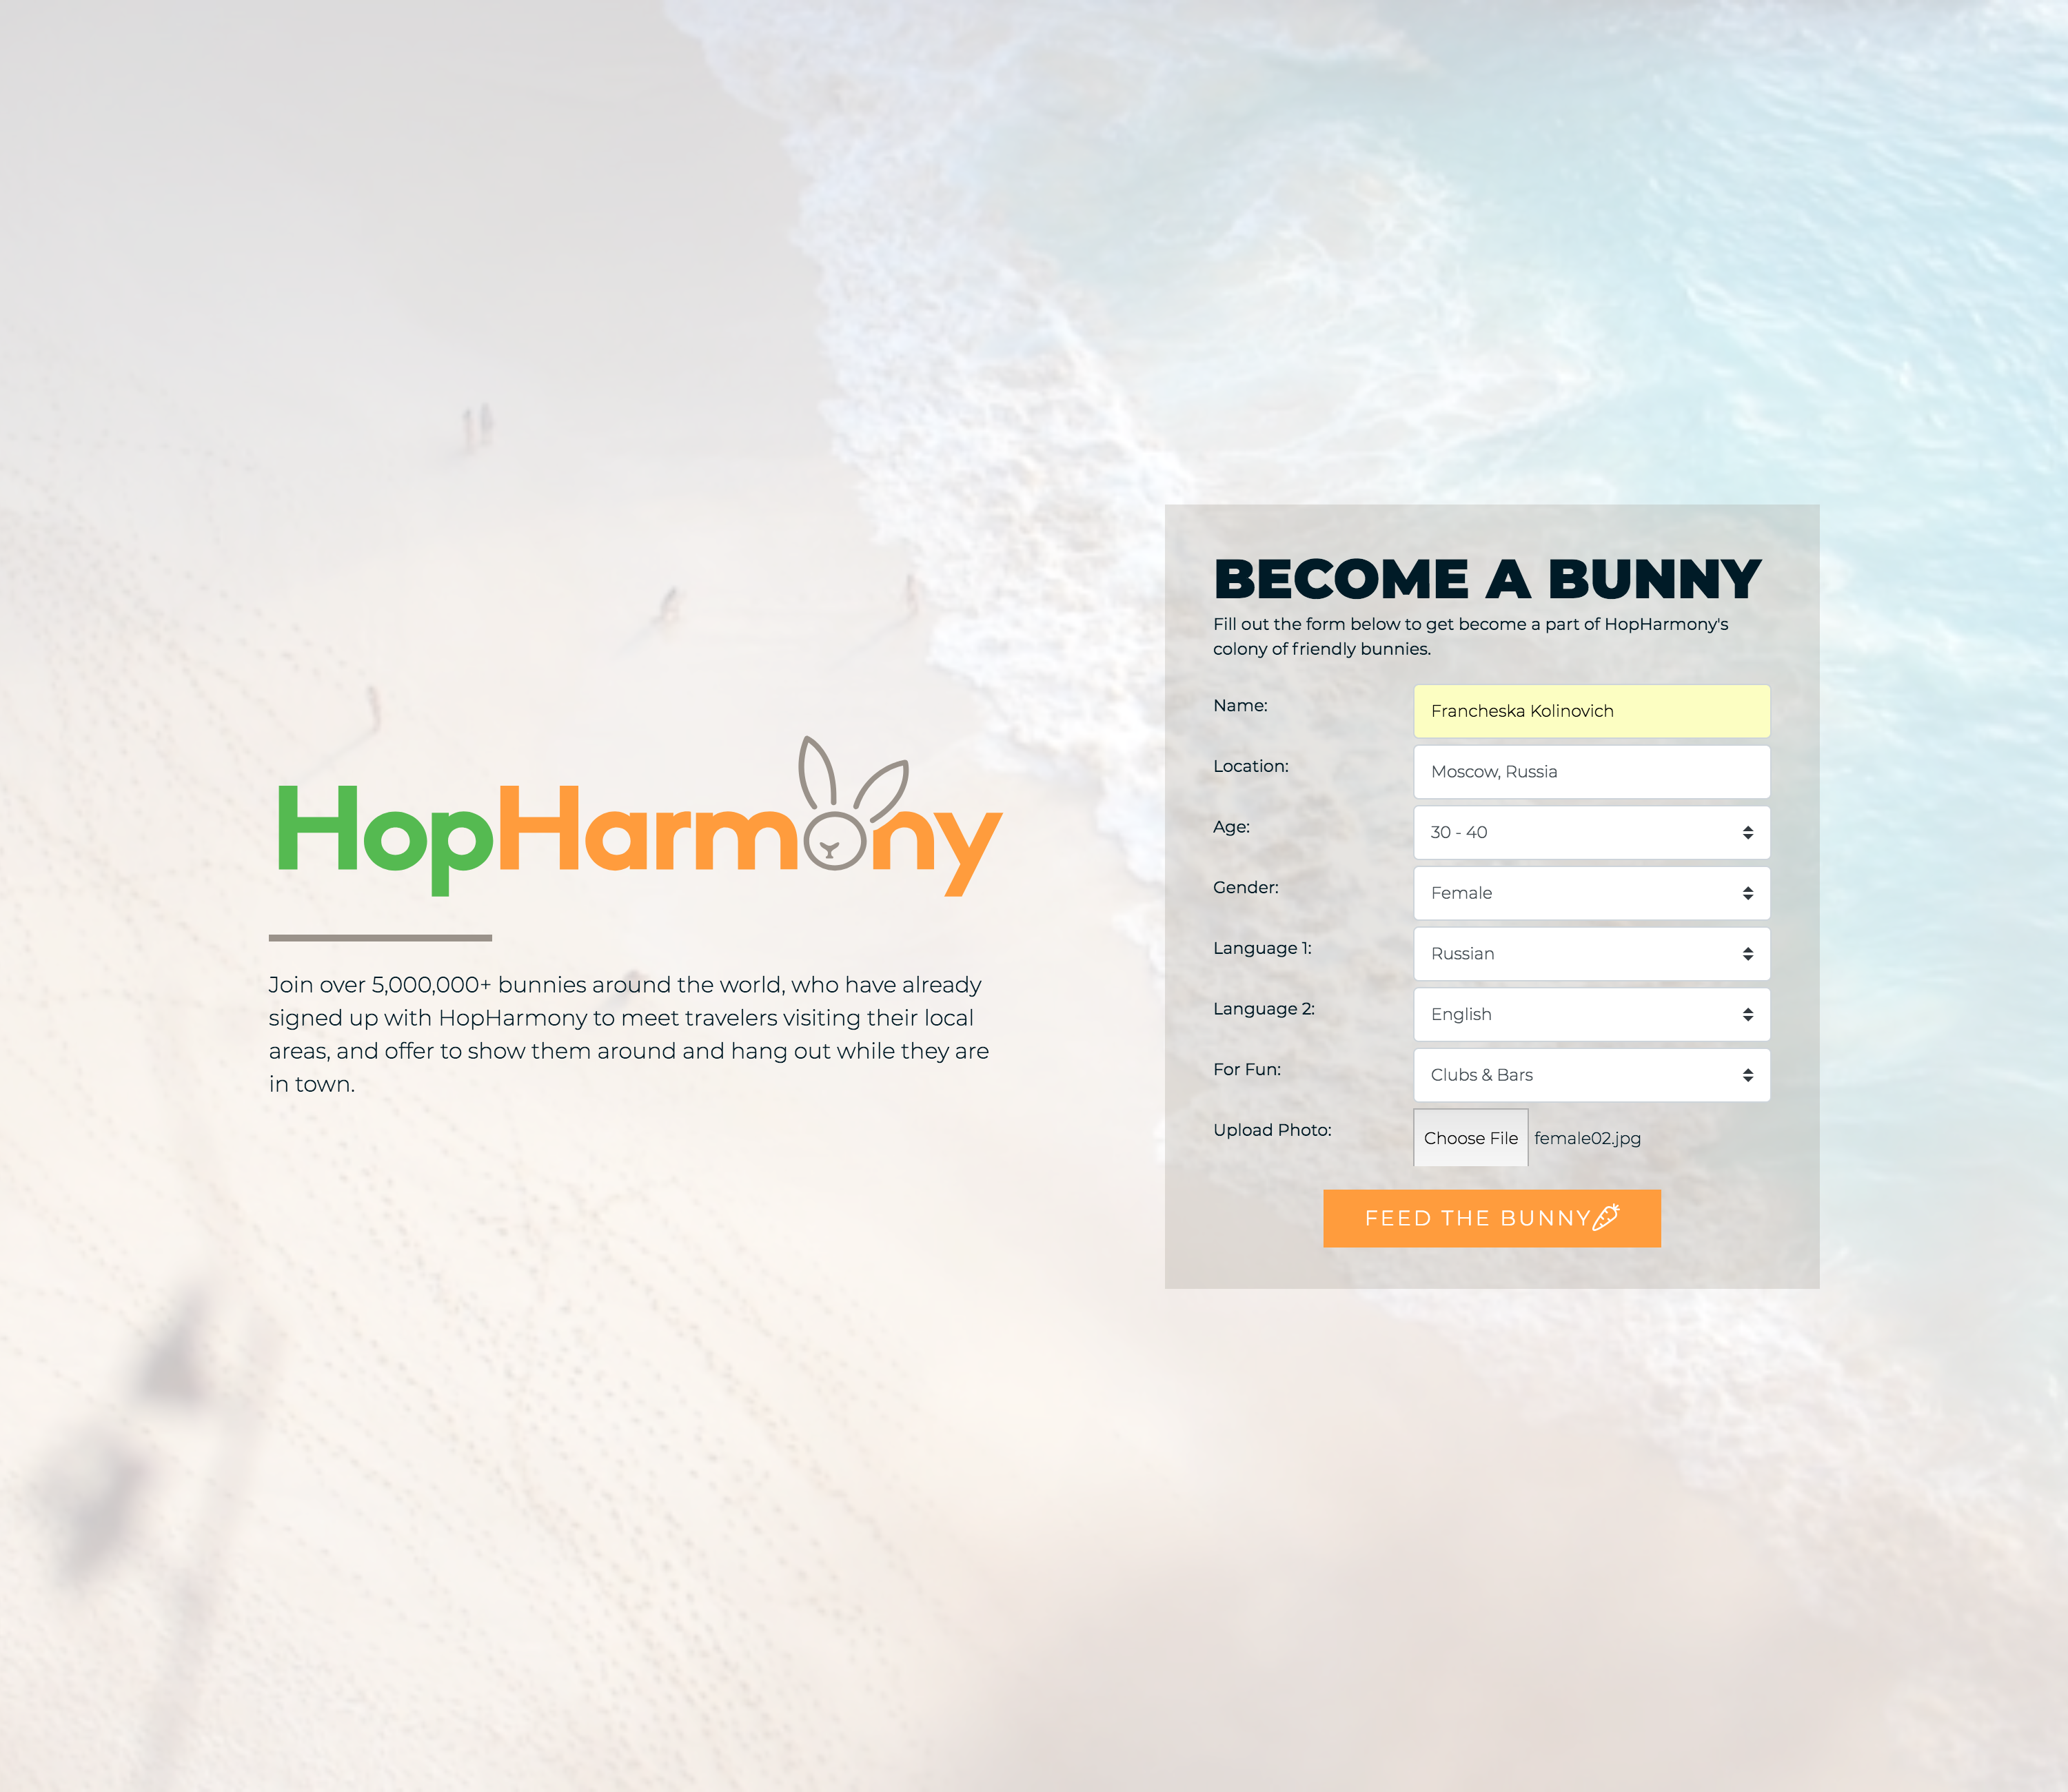 HopHarmony
Join over 5,000,000+ bunnies around the world, who have already
signed up with HopHarmony to meet travelers visiting their local
areas, and offer to show them around and hang out while they are
in town.
BECOME A BUNNY
Fill out the form below to get become a part of HopHarmony's
colony of friendly bunnies.
Name: Francheska Kolinovich
Location: Moscow, Russia
Age: 30 - 40
Gender: Female
Language 1: Russian
Language 2: English
For Fun: Clubs & Bars
Upload Photo: Choose File female02.jpg
FEED THE BUNNY